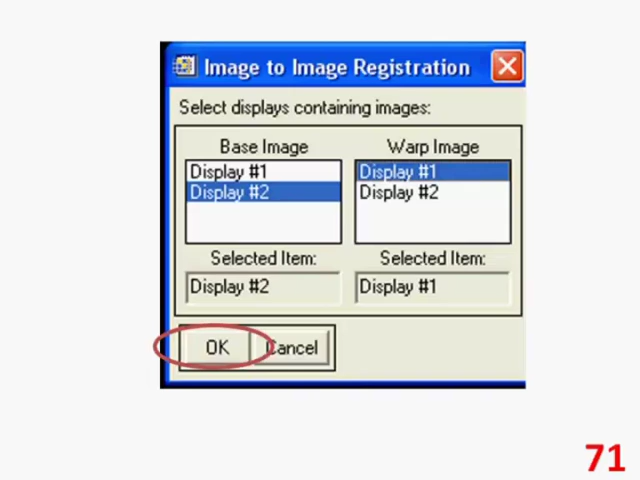 Image to Image Registration
Select displays containing images:
Base Image
Display #1
Display #2
Selected Item:
Display #2
Warp Image
Display #1
Display #2
Selected Item:
Display #1
OK
Cancel
71